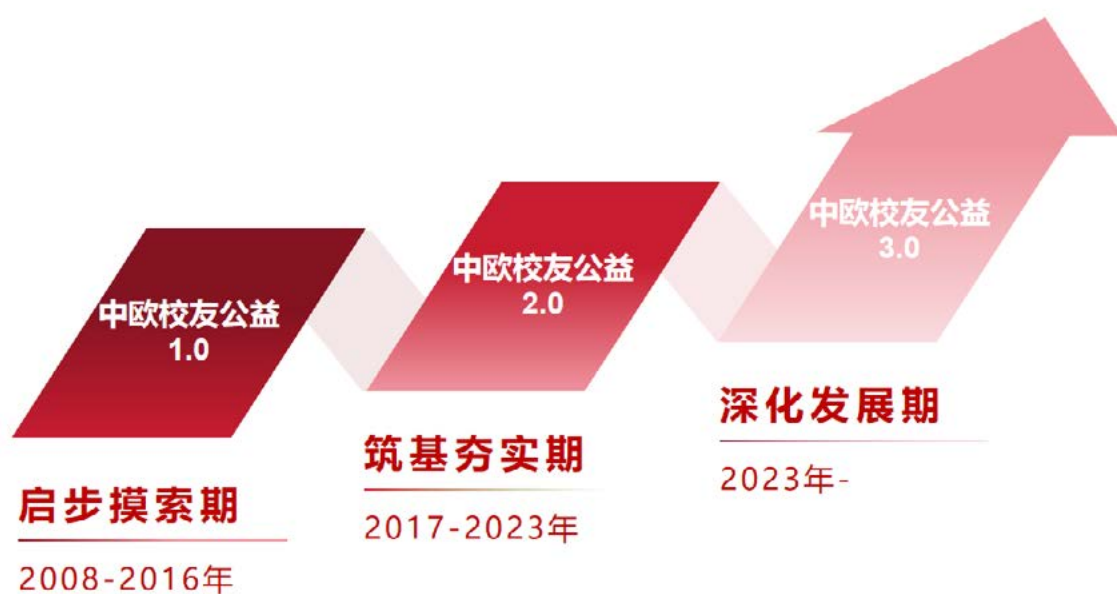 中欧校友公益
1.0
启步摸索期
2008-2016年
中欧校友公益
2.0
筑基夯实期
2017-2023年
中欧校友公益
3.0
深化发展期
2023年-